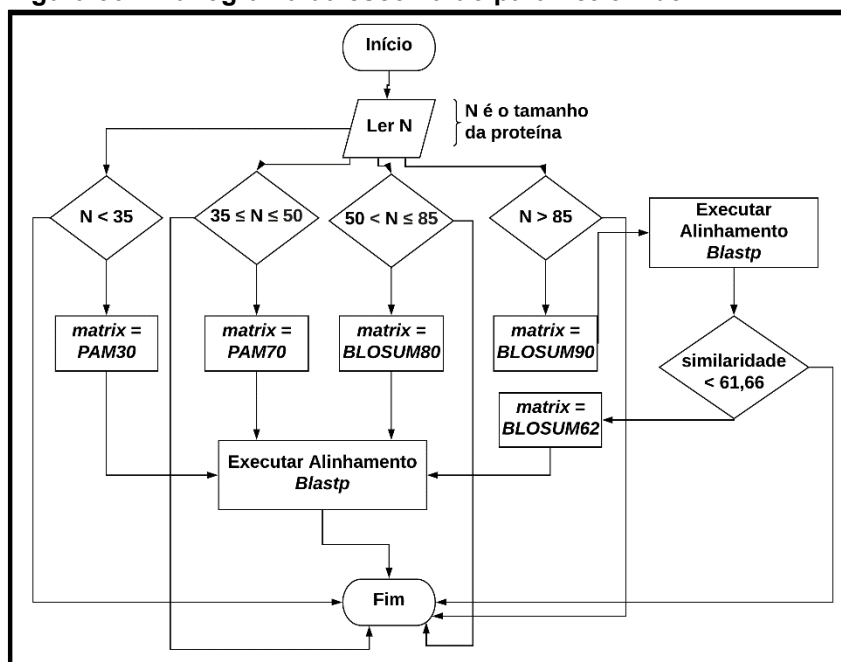 Início
Ler N
N é o tamanho
da proteína
N < 35
35 ≤ N ≤ 50
50 < N ≤ 85
N > 85
Executar
Alinhamento
Blastp
matrix =
PAM30
matrix =
PAM70
matrix =
BLOSUM80
matrix =
BLOSUM90
similaridade
< 61,66
matrix =
BLOSUM62
Executar Alinhamento
Blastp
Fim